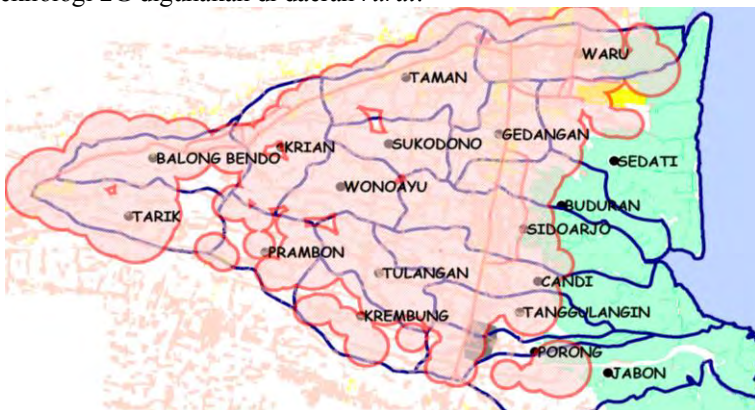 teknologi 2G digunakan di daerah rural.
WARU
TAMAN
KRIAN
SUKODONO
GEDANGAN
BALONG BENDO
SEDATI
WONOAYU
BUDURAN
TARIK
SIDOARJO
PRAMBON
TULANGAN
CANDI
KREMBUNG
TANGGULANGIN
PORONG
JABON